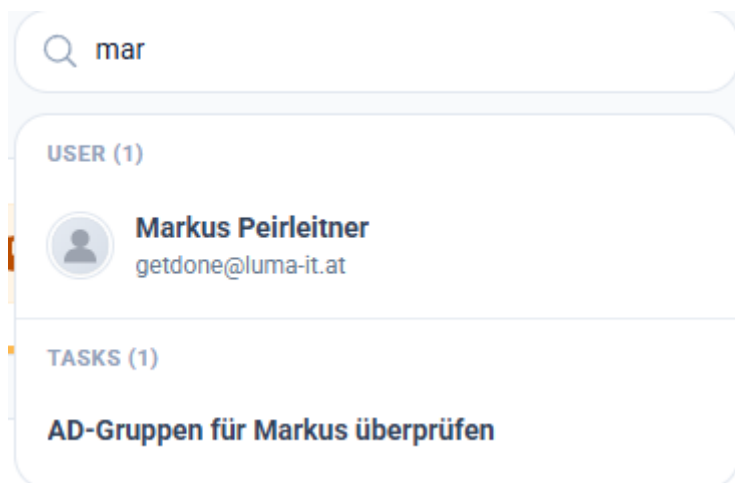 mar
USER (1)
Markus Peirleitner
getdone@luma-it.at
TASKS (1)
AD-Gruppen für Markus überprüfen